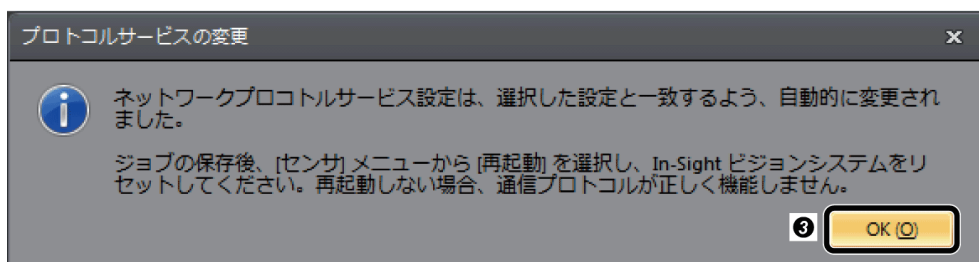 プロトコルサービスの変更
ネットワークプロコトルサービス設定は、選択した設定と一致するよう、自動的に変更され
ました。
ジョブの保存後、[センサ] メニューから [再起動] を選択し、In-Sight ビジョンシステムをリ
セットしてください。再起動しない場合、通信プロトコルが正しく機能しません。
❸ OK (O)